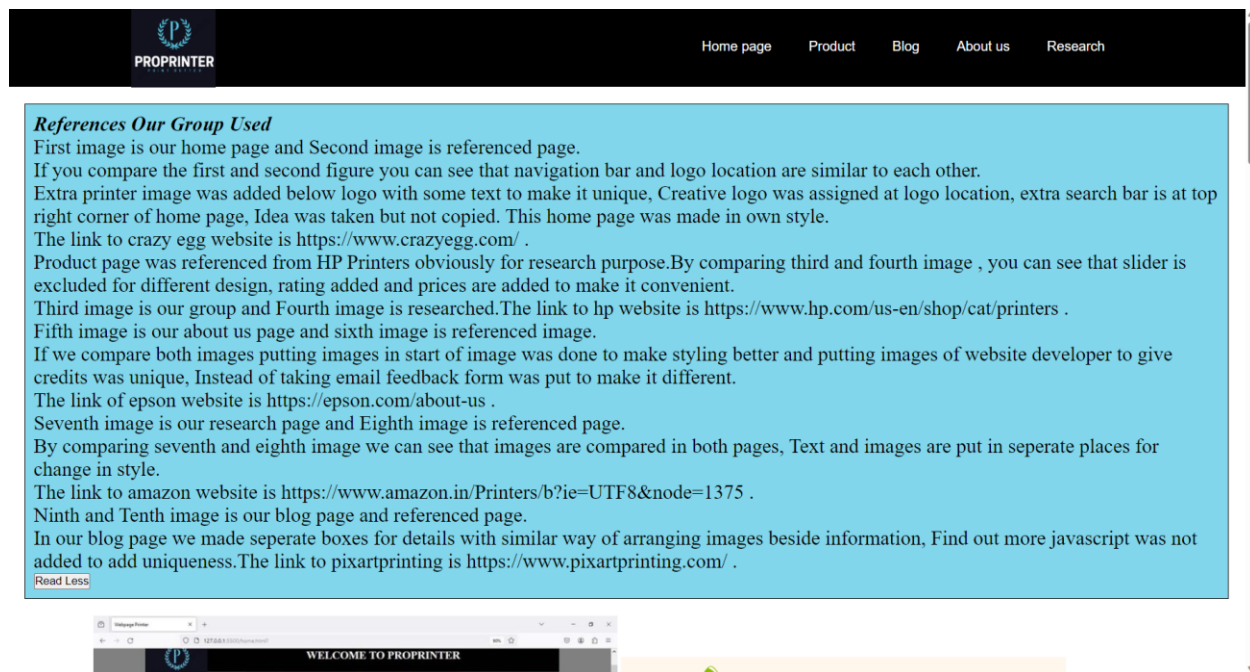 P
PROPRINTER
PRINT BETTER
Home page Product Blog About us Research
References Our Group Used
First image is our home page and Second image is referenced page.
If you compare the first and second figure you can see that navigation bar and logo location are similar to each other.
Extra printer image was added below logo with some text to make it unique, Creative logo was assigned at logo location, extra search bar is at top
right corner of home page, Idea was taken but not copied. This home page was made in own style.
The link to crazy egg website is https://www.crazyegg.com/ .
Product page was referenced from HP Printers obviously for research purpose.By comparing third and fourth image , you can see that slider is
excluded for different design, rating added and prices are added to make it convenient.
Third image is our group and Fourth image is researched.The link to hp website is https://www.hp.com/us-en/shop/cat/printers .
Fifth image is our about us page and sixth image is referenced image.
If we compare both images putting images in start of image was done to make styling better and putting images of website developer to give
credits was unique, Instead of taking email feedback form was put to make it different.
The link of epson website is https://epson.com/about-us .
Seventh image is our research page and Eighth image is referenced page.
By comparing seventh and eighth image we can see that images are compared in both pages, Text and images are put in seperate places for
change in style.
The link to amazon website is https://www.amazon.in/Printers/b?ie=UTF8&node=1375 .
Ninth and Tenth image is our blog page and referenced page.
In our blog page we made seperate boxes for details with similar way of arranging images beside information, Find out more javascript was not
added to add uniqueness.The link to pixartprinting is https://www.pixartprinting.com/ .
Read Less
Webpage Printer
P
WELCOME TO PROPRINTER